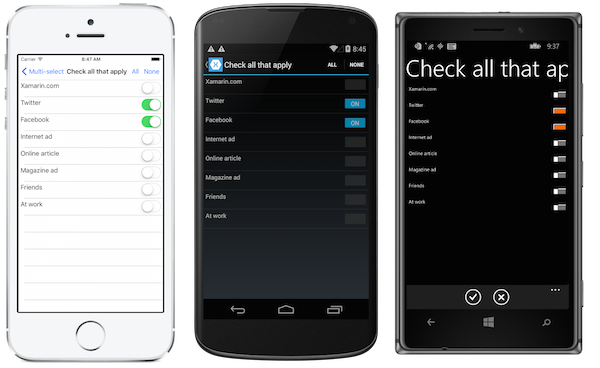 Carrier 8:47 AM
Multi-select Check all that apply All None
Xamarin.com
Twitter
Facebook
Internet ad
Online article
Magazine ad
Friends
At work
8:45
Check all that apply ALL NONE
Xamarin.com
Twitter ON
Facebook ON
Internet ad
Online article
Magazine ad
Friends
At work
9:37
Check all that ap
Xamarin.com
Twitter
Facebook
Internet ad
Online article
Magazine ad
Friends
At work